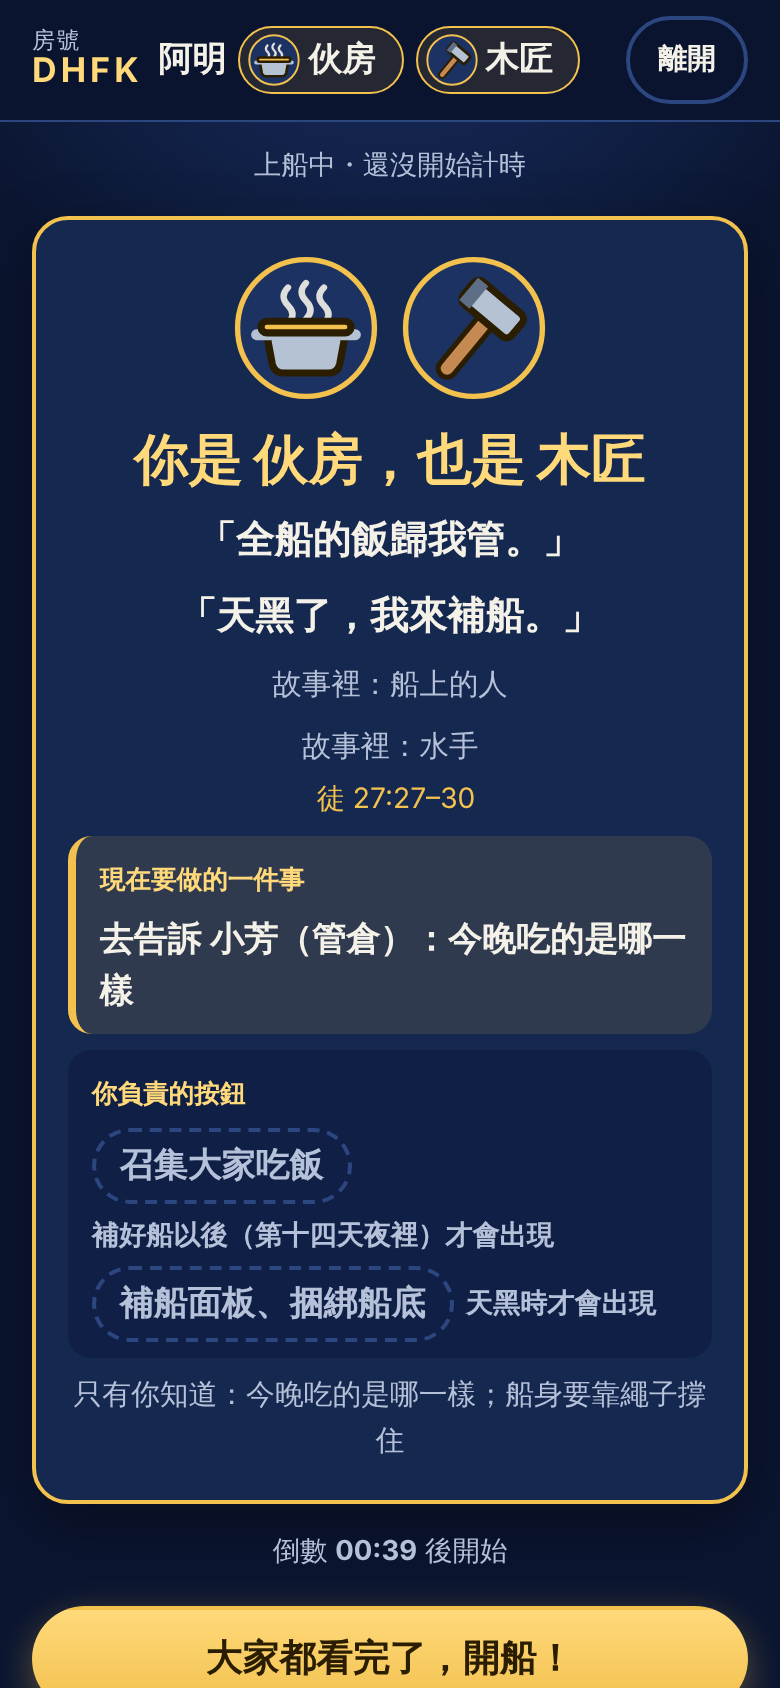 房號
DHFK 阿明 伙房 木匠 離開
上船中・還沒開始計時
你是 伙房，也是 木匠
「全船的飯歸我管。」
「天黑了，我來補船。」
故事裡：船上的人
故事裡：水手
徒 27:27–30
現在要做的一件事
去告訴 小芳（管倉）：今晚吃的是哪一
樣
你負責的按鈕
召集大家吃飯
補好船以後（第十四天夜裡）才會出現
補船面板、捆綁船底 天黑時才會出現
只有你知道：今晚吃的是哪一樣；船身要靠繩子撐
住
倒數 00:39 後開始
大家都看完了，開船！